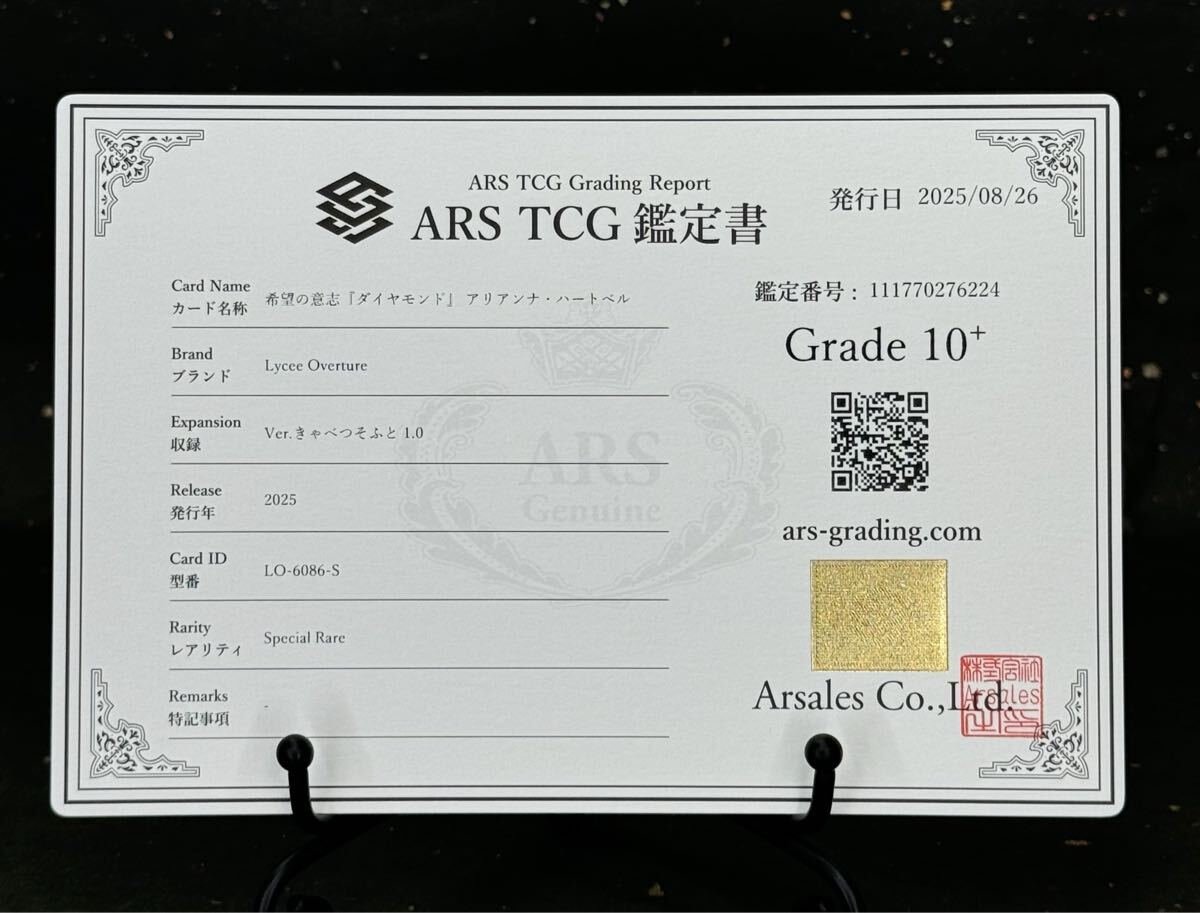 ARS TCG Grading Report
ARS TCG 鑑定書
発行日 2025/08/26
Card Name
カード名称
希望の意志『ダイヤモンド』 アリアンナ・ハートベル
Brand
ブランド
Lycee Overture
Expansion
収録
Ver.きゃべつそふと 1.0
Release
発行年
2025
Card ID
型番
LO-6086-S
Rarity
レアリティ
Special Rare
Remarks
特記事項
-
ARS
Genuine
鑑定番号 : 111770276224
Grade 10+
ars-grading.com
Arsales Co.,Ltd.
株式会社
Arsales